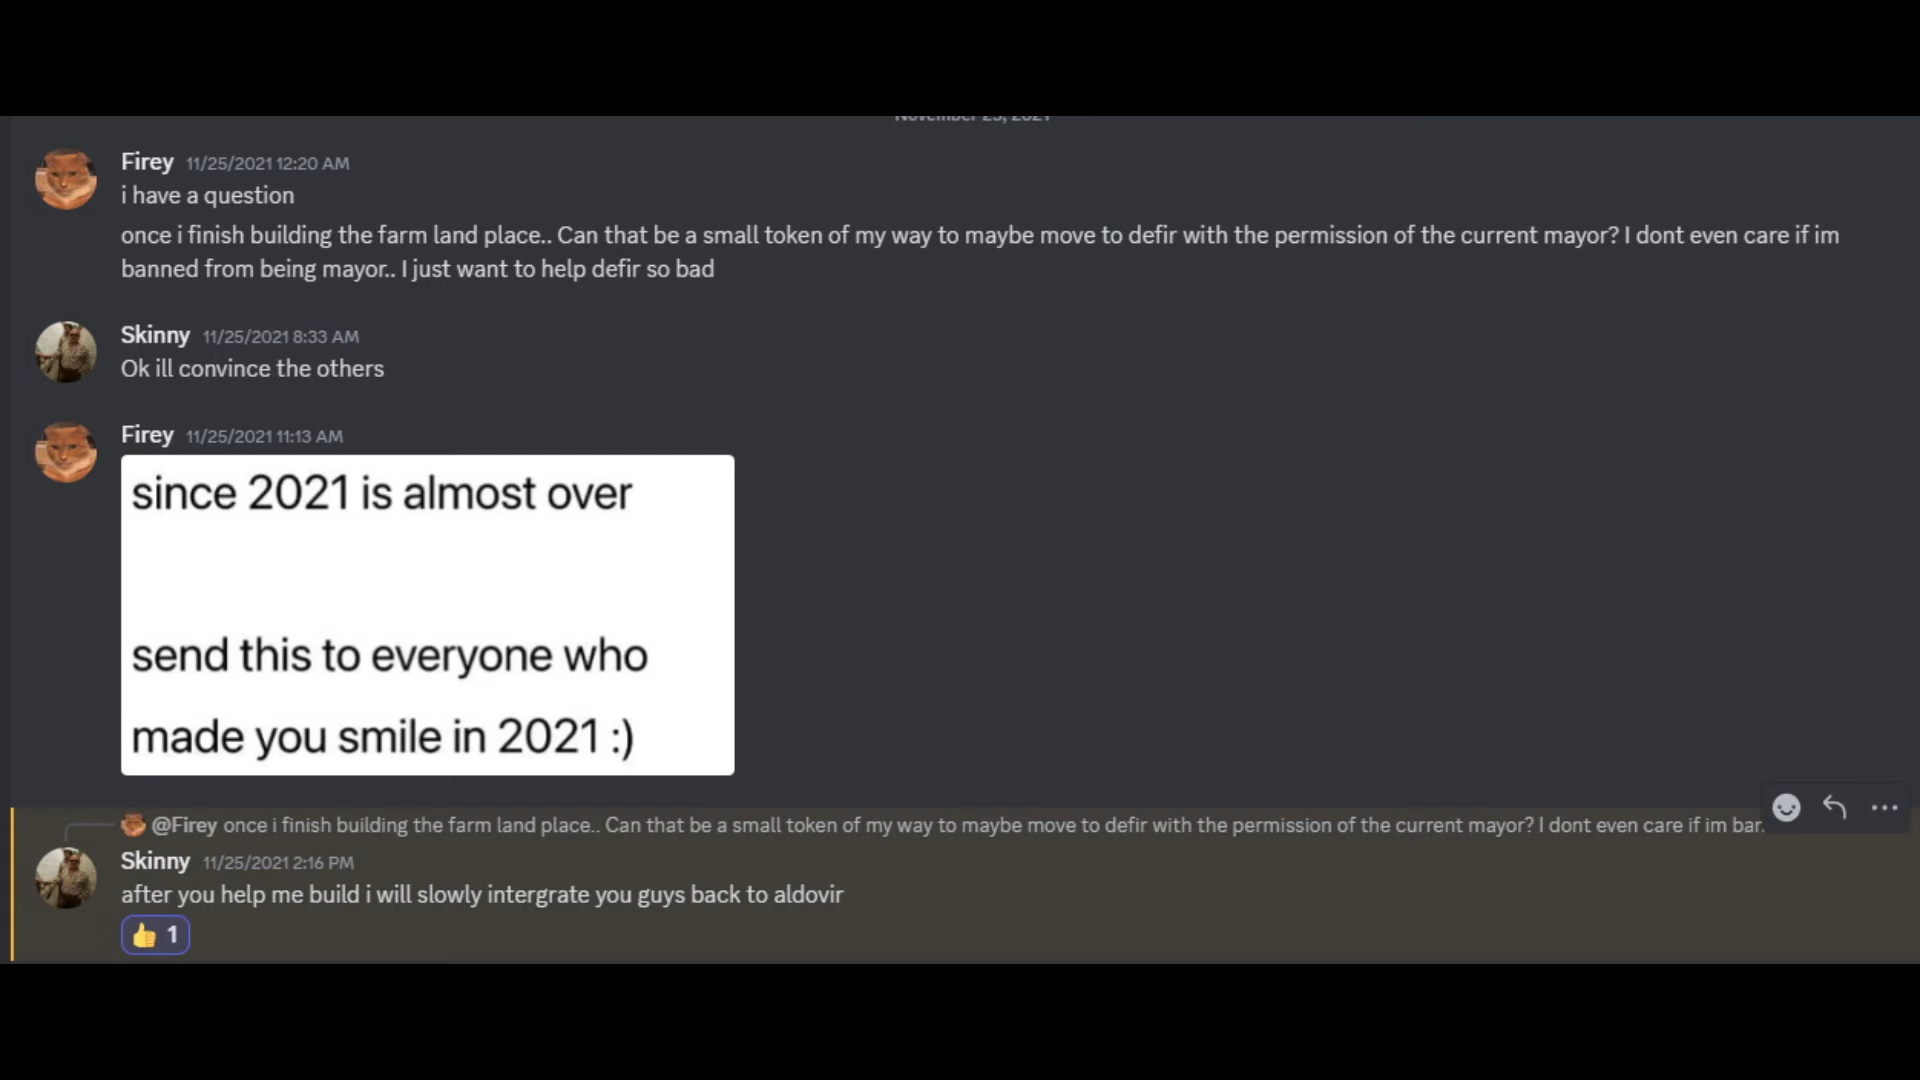 November 25, 2021
Firey 11/25/2021 12:20 AM
i have a question
once i finish building the farm land place.. Can that be a small token of my way to maybe move to defir with the permission of the current mayor? I dont even care if im
banned from being mayor.. I just want to help defir so bad
Skinny 11/25/2021 8:33 AM
Ok ill convince the others
Firey 11/25/2021 11:13 AM
since 2021 is almost over
send this to everyone who
made you smile in 2021 :)
@Firey once i finish building the farm land place.. Can that be a small token of my way to maybe move to defir with the permission of the current mayor? I dont even care if im bar.
Skinny 11/25/2021 2:16 PM
after you help me build i will slowly intergrate you guys back to aldovir
1